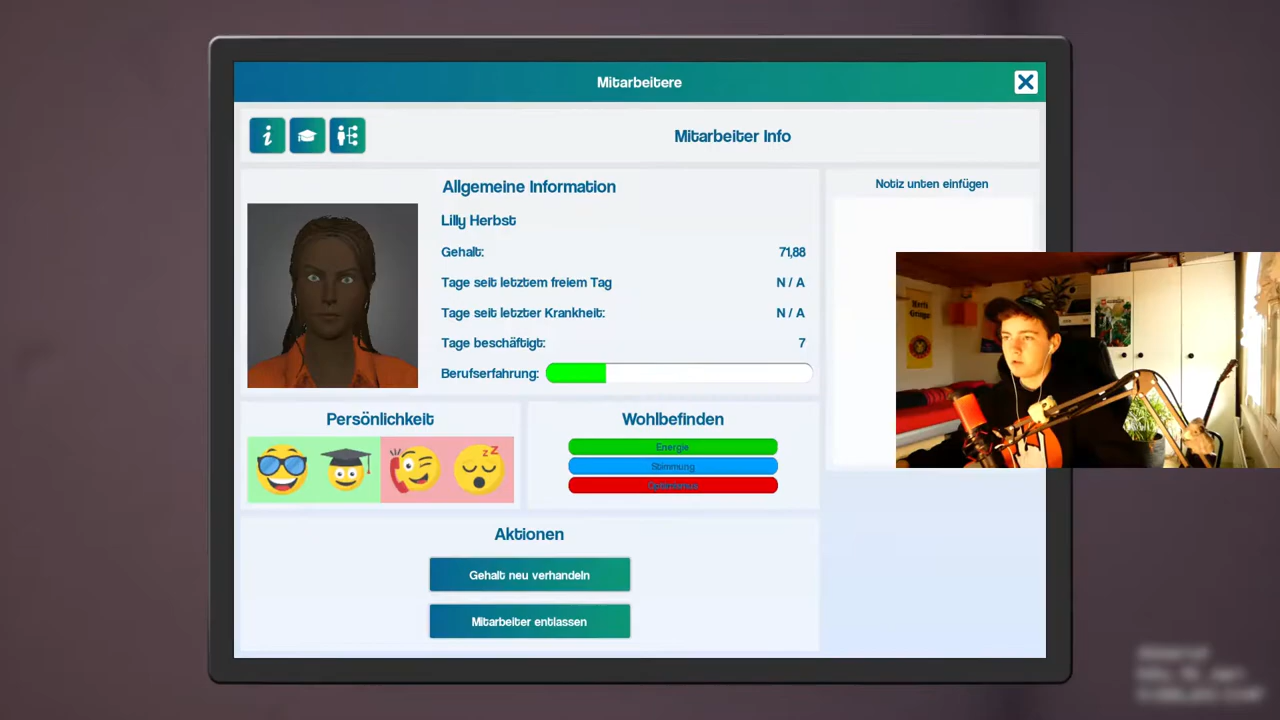 Mitarbeitere
Mitarbeiter Info
Allgemeine Information
Lilly Herbst
Gehalt: 71,88
Tage seit letztem freiem Tag N / A
Tage seit letzter Krankheit: N / A
Tage beschäftigt: 7
Berufserfahrung:
Notiz unten einfügen
Persönlichkeit
Wohlbefinden
Energie
Stimmung
Aktionen
Gehalt neu verhandeln
Mitarbeiter entlassen